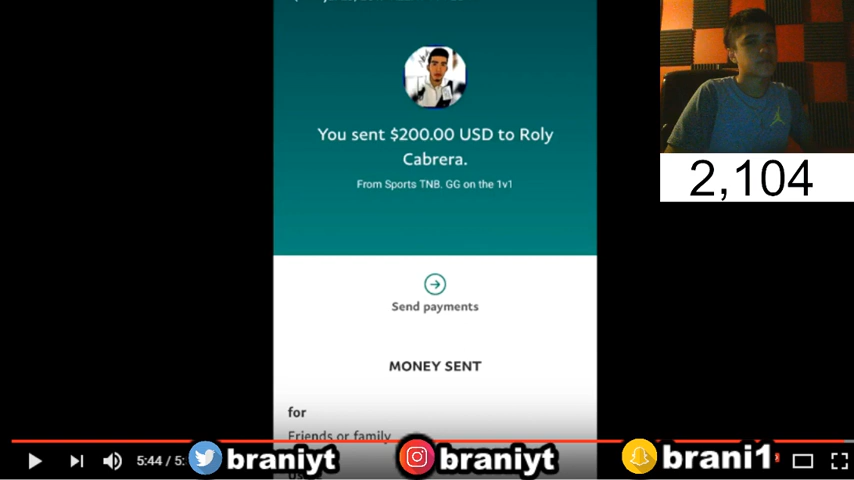 You sent $200.00 USD to Roly
Cabrera.
From Sports TNB. GG on the 1v1
2,104
Send payments
MONEY SENT
for
Friends or family
5:44 / 5:
braniyt
braniyt
brani1